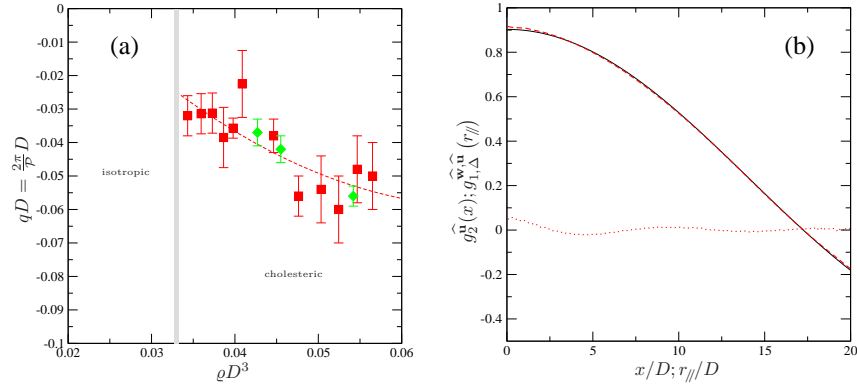 (a)
0
-0.01
-0.02
-0.03
-0.04
-0.05
-0.06
-0.07
-0.08
-0.09
-0.1
qD = 2π/P D
isotropic
cholesteric
0.02 0.03 0.04 0.05 0.06
ϱD³
(b)
1
0.8
0.6
0.4
0.2
0
-0.2
-0.4
g₂^û(x); g₁,Δ^ŵ,û(r∥)
0 5 10 15 20
x/D; r∥/D